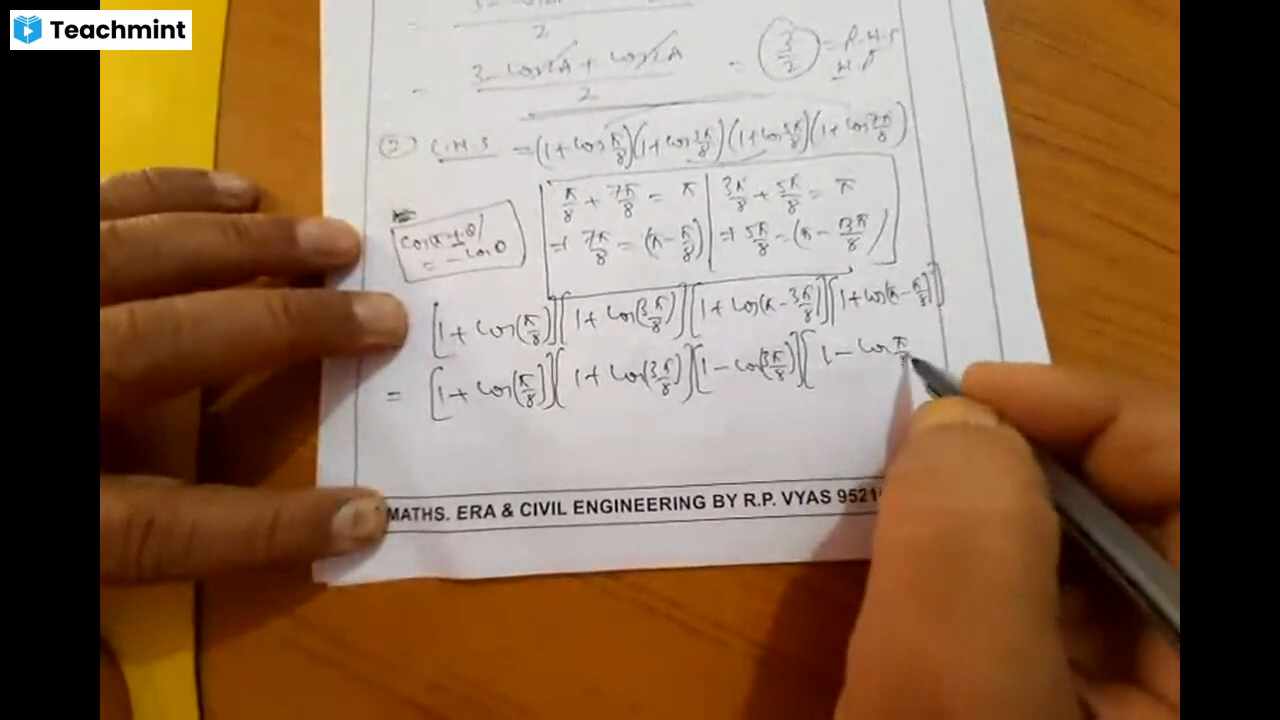 Teachmint
2
3 - cos2A + cos2A / 2 = 3/2 = R.H.S
H.P
(2) L.H.S = (1+cos π/8)(1+cos 3π/8)(1+cos 5π/8)(1+cos 7π/8)
π/8 + 7π/8 = π | 3π/8 + 5π/8 = π
⇒ 7π/8 = (π - π/8) | ⇒ 5π/8 = (π - 3π/8)
cos(π±θ) = -cosθ
[1+cos(π/8)][1+cos(3π/8)][1+cos(π-3π/8)][1+cos(π-π/8)]
= [1+cos(π/8)][1+cos(3π/8)][1-cos(3π/8)][1-cos π/8
MATHS. ERA & CIVIL ENGINEERING BY R.P. VYAS 9521